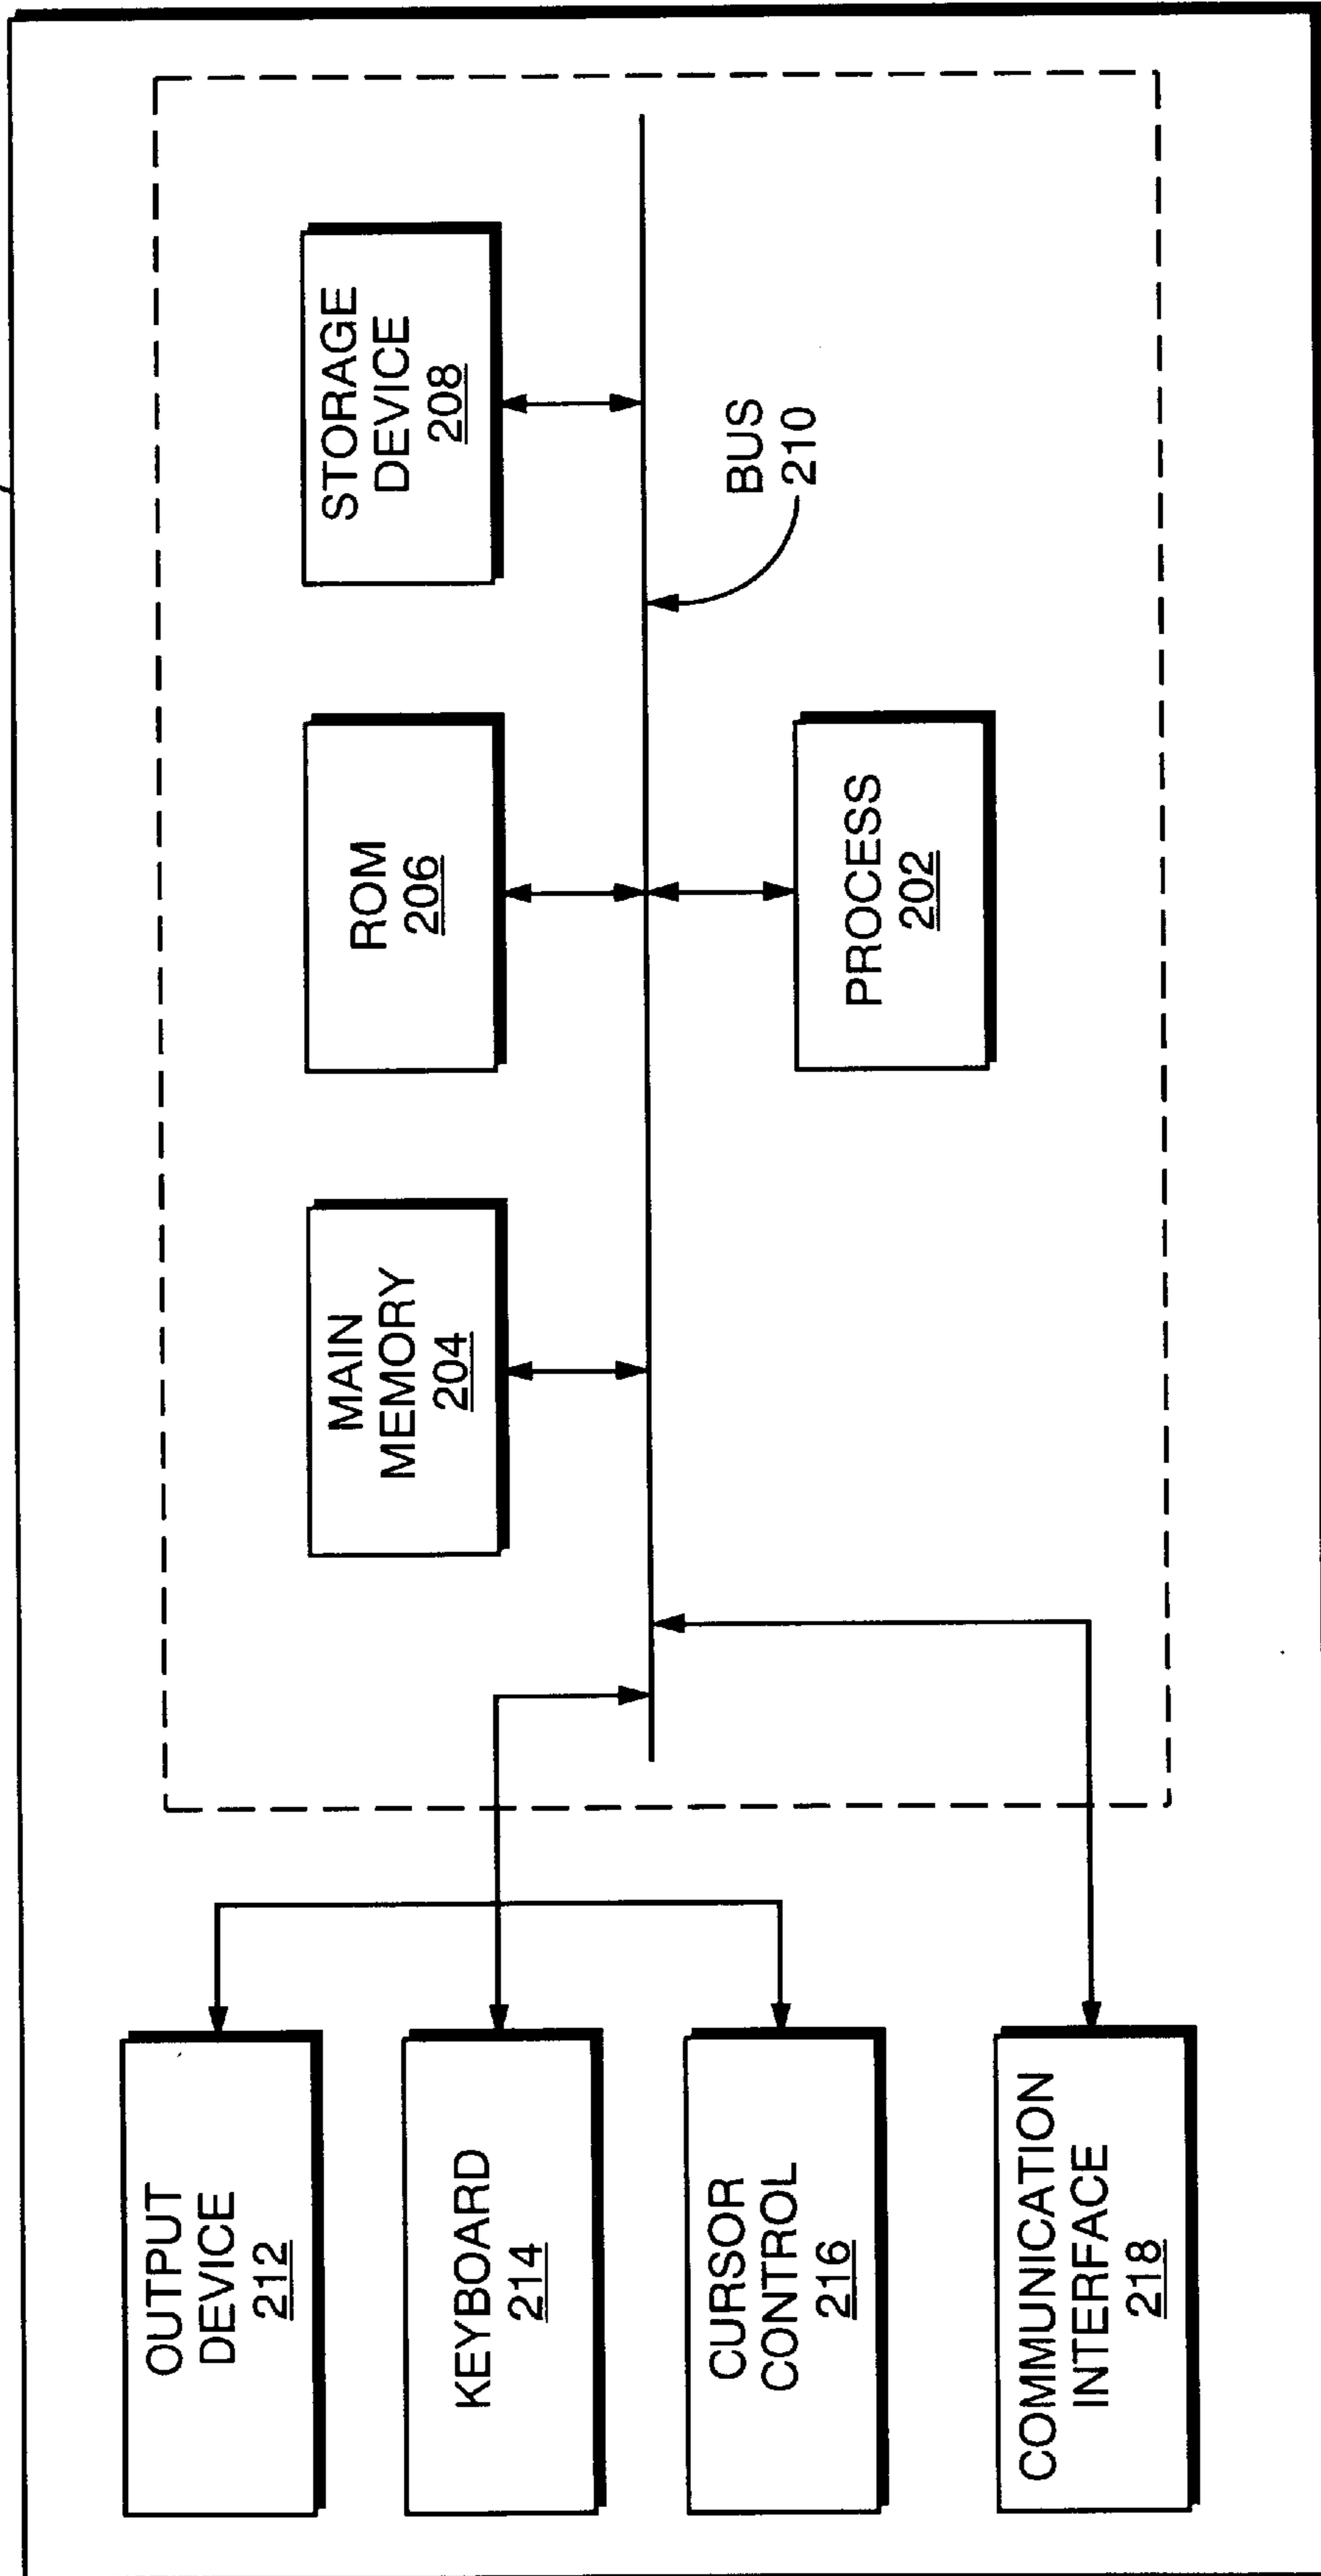 OUTPUT
DEVICE
212
KEYBOARD
214
CURSOR
CONTROL
216
COMMUNICATION
INTERFACE
218
MAIN
MEMORY
204
ROM
206
STORAGE
DEVICE
208
BUS
210
PROCESS
202